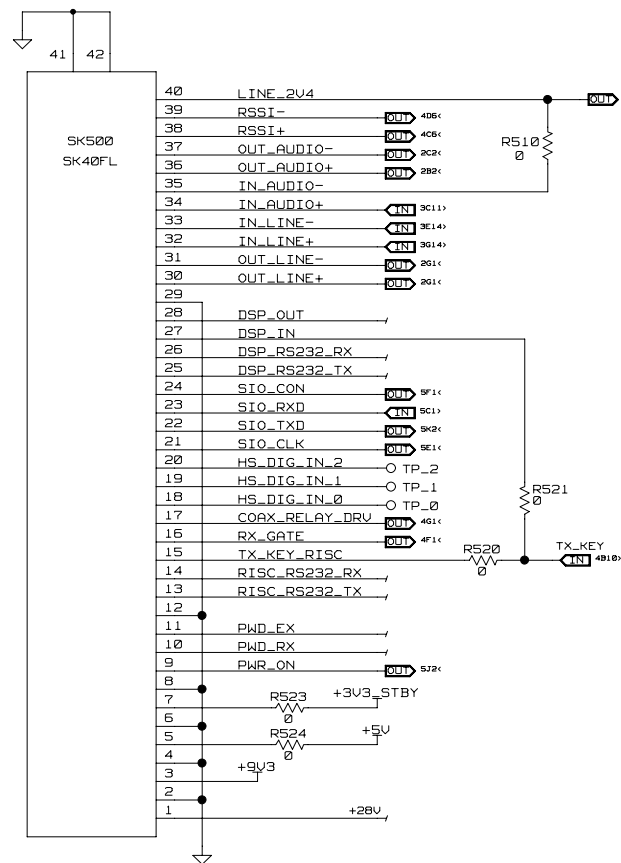 41 42
SK500
SK40FL
40 LINE_2V4 OUT
39 RSSI- OUT 4D6<
38 RSSI+ OUT 4C6<
R510
0
37 OUT_AUDIO- OUT 2C2<
36 OUT_AUDIO+ OUT 2B2<
35 IN_AUDIO-
34 IN_AUDIO+ IN 3C11>
33 IN_LINE- IN 3E14>
32 IN_LINE+ IN 3G14>
31 OUT_LINE- OUT 2G1<
30 OUT_LINE+ OUT 2G1<
29
28 DSP_OUT
27 DSP_IN
26 DSP_RS232_RX
25 DSP_RS232_TX
24 SIO_CON OUT 5F1<
23 SIO_RXD IN 5C1>
22 SIO_TXD OUT 5K2<
21 SIO_CLK OUT 5E1<
20 HS_DIG_IN_2 TP_2
19 HS_DIG_IN_1 TP_1
18 HS_DIG_IN_0 TP_0
R521
0
17 COAX_RELAY_DRV OUT 4G1<
16 RX_GATE OUT 4F1<
15 TX_KEY_RISC R520 0 TX_KEY IN 4B10>
14 RISC_RS232_RX
13 RISC_RS232_TX
12
11 PWD_EX
10 PWD_RX
9 PWR_ON OUT 5J2<
8
7 R523 0 +3V3_STBY
6
5 R524 0 +5V
4
3 +9V3
2
1 +28V